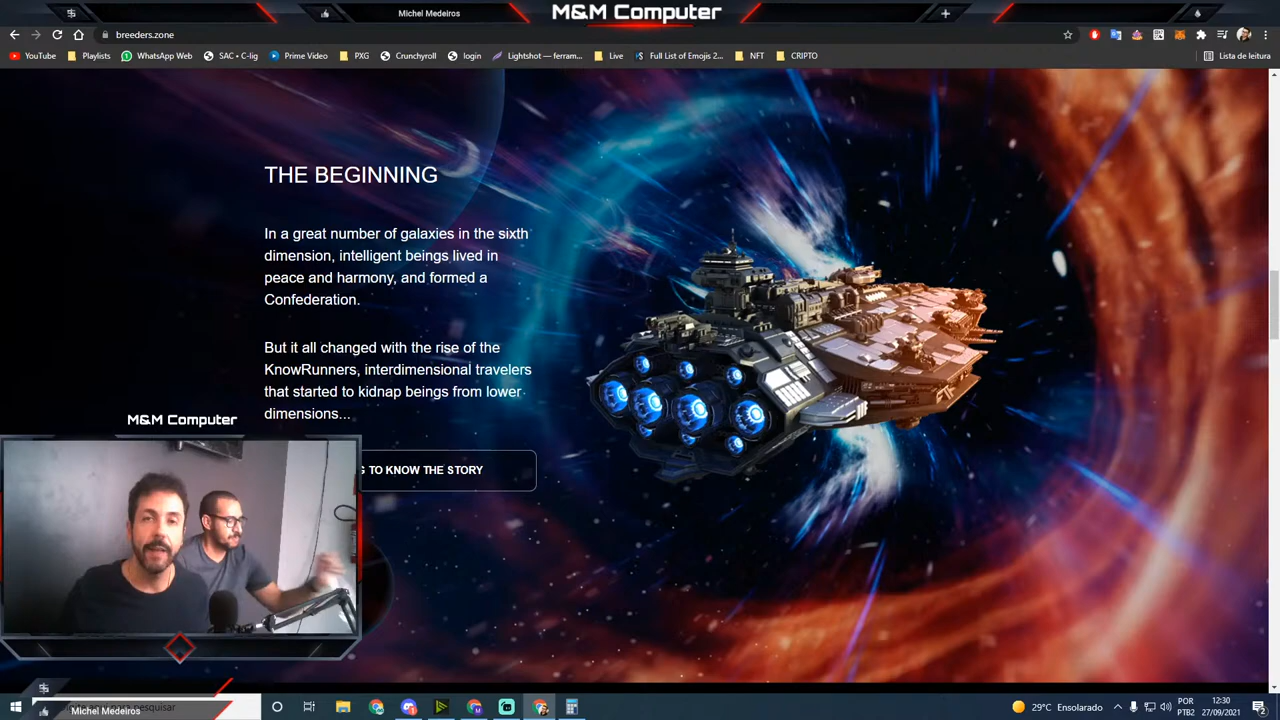 Michel Medeiros
M&M Computer
breeders.zone
YouTube
Playlists
WhatsApp Web
SAC • C-lig
Prime Video
PXG
Crunchyroll
login
Lightshot — ferram...
Live
Full List of Emojis 2...
NFT
CRIPTO
Lista de leitura
THE BEGINNING
In a great number of galaxies in the sixth
dimension, intelligent beings lived in
peace and harmony, and formed a
Confederation.
But it all changed with the rise of the
KnowRunners, interdimensional travelers
that started to kidnap beings from lower
dimensions...
M&M Computer
TO KNOW THE STORY
Michel Medeiros
pesquisar
29°C Ensolarado
POR
PTB2
12:30
27/09/2021
2